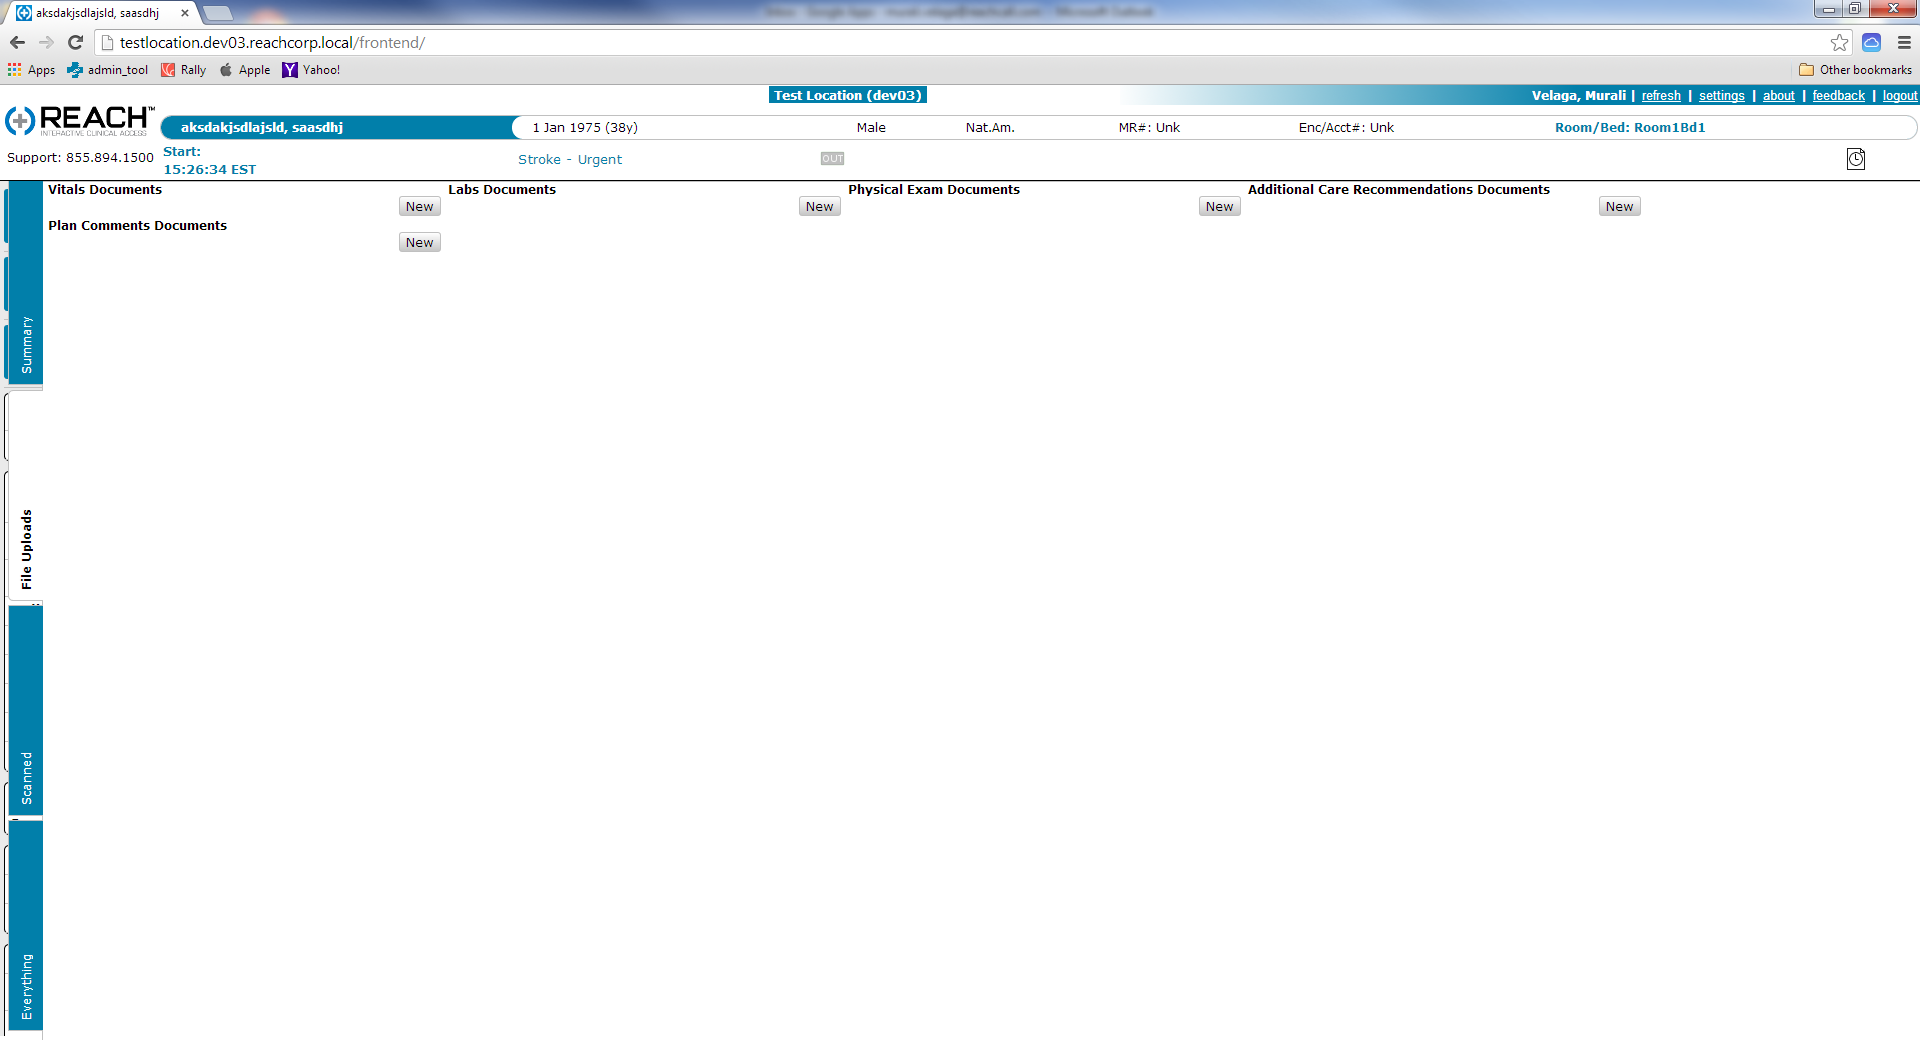 aksdakjsdlajsld, saasdhj
testlocation.dev03.reachcorp.local/frontend/
Apps admin_tool Rally Apple Yahoo! Other bookmarks
Test Location (dev03) Velaga, Murali | refresh | settings | about | feedback | logout
REACH™
INTERACTIVE CLINICAL ACCESS
aksdakjsdlajsld, saasdhj 1 Jan 1975 (38y) Male Nat.Am. MR#: Unk Enc/Acct#: Unk Room/Bed: Room1Bd1
Support: 855.894.1500 Start:
15:26:34 EST Stroke - Urgent OUT
Vitals Documents Labs Documents Physical Exam Documents Additional Care Recommendations Documents
New New New New
Plan Comments Documents
New
Summary
File Uploads
Scanned
Everything